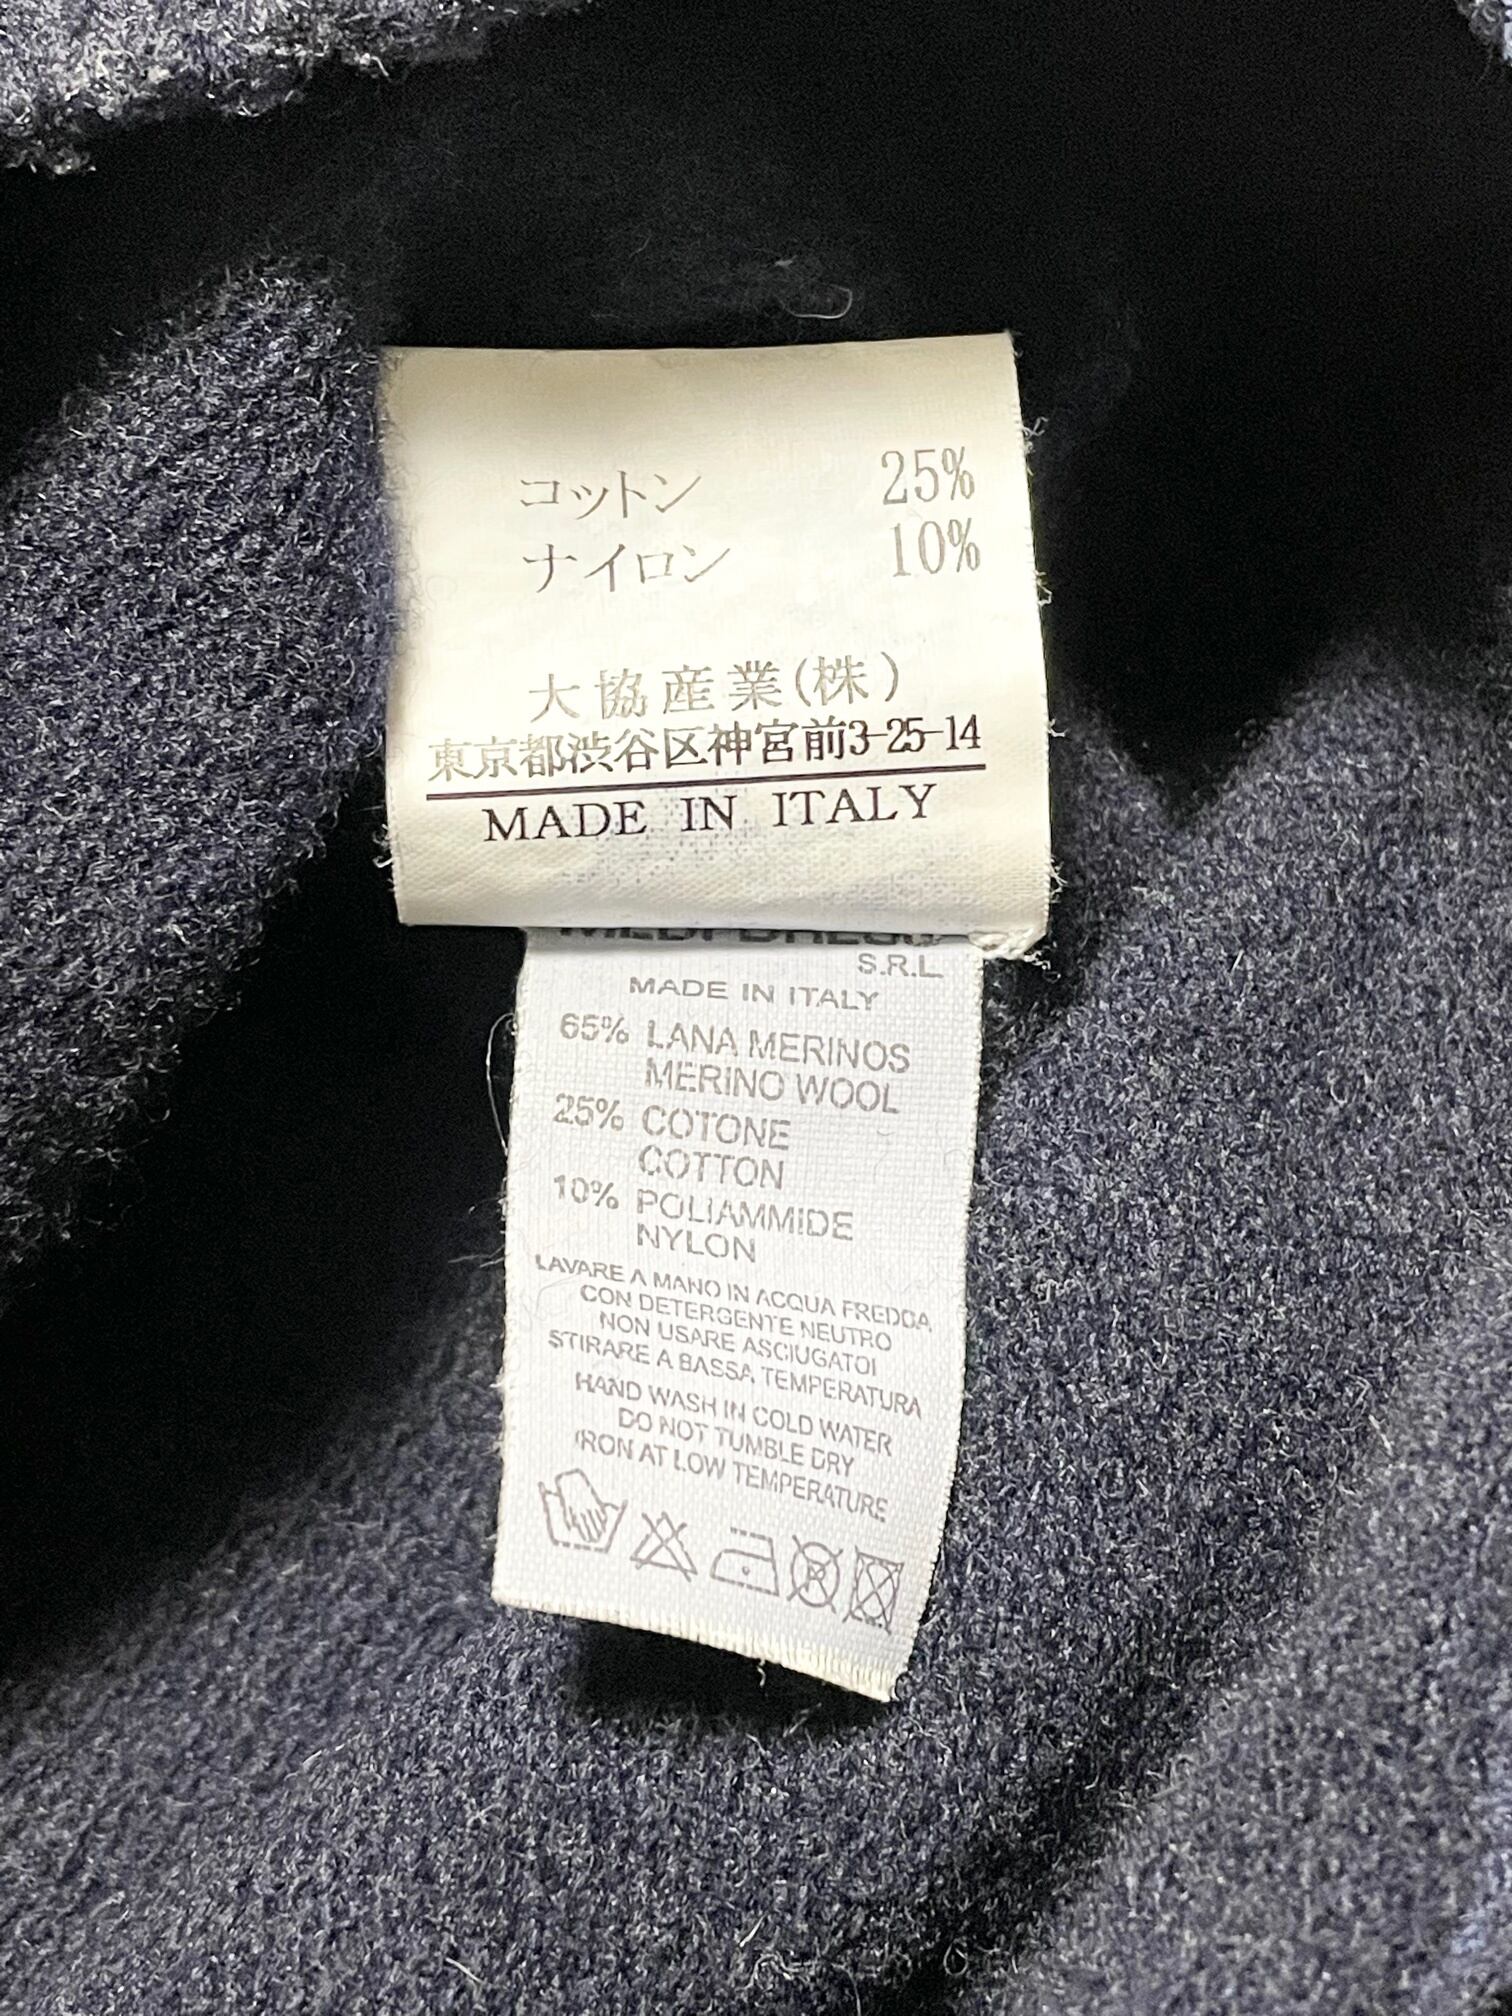 コットン 25%
ナイロン 10%
大協産業(株)
東京都渋谷区神宮前3-25-14
MADE IN ITALY
S.R.L.
MADE IN ITALY
65% LANA MERINOS
MERINO WOOL
25% COTONE
COTTON
10% POLIAMMIDE
NYLON
LAVARE A MANO IN ACQUA FREDDA
CON DETERGENTE NEUTRO
NON USARE ASCIUGATOI
STIRARE A BASSA TEMPERATURA
HAND WASH IN COLD WATER
DO NOT TUMBLE DRY
IRON AT LOW TEMPERATURE